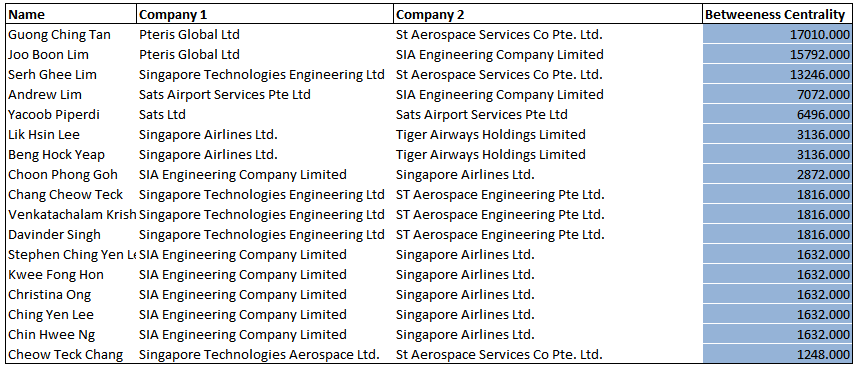 Name Company 1 Company 2 Betweeness Centrality
Guong Ching Tan Pteris Global Ltd St Aerospace Services Co Pte. Ltd. 17010.000
Joo Boon Lim Pteris Global Ltd SIA Engineering Company Limited 15792.000
Serh Ghee Lim Singapore Technologies Engineering Ltd St Aerospace Services Co Pte. Ltd. 13246.000
Andrew Lim Sats Airport Services Pte Ltd SIA Engineering Company Limited 7072.000
Yacoob Piperdi Sats Ltd Sats Airport Services Pte Ltd 6496.000
Lik Hsin Lee Singapore Airlines Ltd. Tiger Airways Holdings Limited 3136.000
Beng Hock Yeap Singapore Airlines Ltd. Tiger Airways Holdings Limited 3136.000
Choon Phong Goh SIA Engineering Company Limited Singapore Airlines Ltd. 2872.000
Chang Cheow Teck Singapore Technologies Engineering Ltd ST Aerospace Engineering Pte Ltd. 1816.000
Venkatachalam Krish Singapore Technologies Engineering Ltd ST Aerospace Engineering Pte Ltd. 1816.000
Davinder Singh Singapore Technologies Engineering Ltd ST Aerospace Engineering Pte Ltd. 1816.000
Stephen Ching Yen Le SIA Engineering Company Limited Singapore Airlines Ltd. 1632.000
Kwee Fong Hon SIA Engineering Company Limited Singapore Airlines Ltd. 1632.000
Christina Ong SIA Engineering Company Limited Singapore Airlines Ltd. 1632.000
Ching Yen Lee SIA Engineering Company Limited Singapore Airlines Ltd. 1632.000
Chin Hwee Ng SIA Engineering Company Limited Singapore Airlines Ltd. 1632.000
Cheow Teck Chang Singapore Technologies Aerospace Ltd. St Aerospace Services Co Pte. Ltd. 1248.000